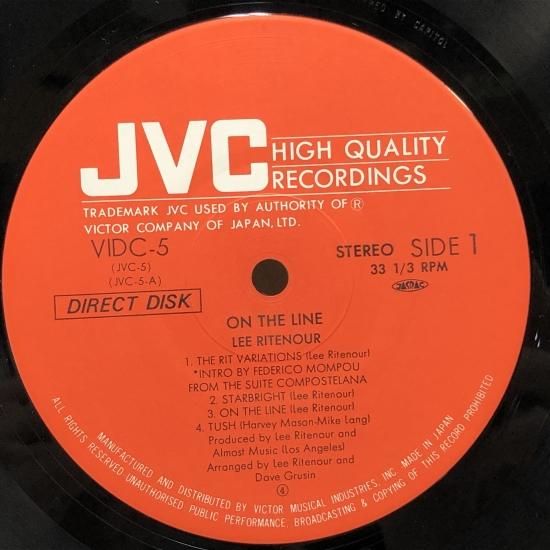 MASTERED BY CAPITOL
JVC
HIGH QUALITY
RECORDINGS
TRADEMARK JVC USED BY AUTHORITY OF ®
VICTOR COMPANY OF JAPAN, LTD.
VIDC-5
(JVC-5)
(JVC-5-A)
STEREO SIDE 1
33 1/3 RPM
JASRAC
DIRECT DISK
ON THE LINE
LEE RITENOUR
1. THE RIT VARIATIONS (Lee Ritenour)
*INTRO BY FEDERICO MOMPOU
FROM THE SUITE COMPOSTELANA
2. STARBRIGHT (Lee Ritenour)
3. ON THE LINE (Lee Ritenour)
4. TUSH (Harvey Mason-Mike Lang)
Produced by Lee Ritenour and
Almost Music (Los Angeles)
Arranged by Lee Ritenour and
Dave Grusin
④
MANUFACTURED AND DISTRIBUTED BY VICTOR MUSICAL INDUSTRIES, INC. MADE IN JAPAN
ALL RIGHTS RESERVED UNAUTHORISED PUBLIC PERFORMANCE, BROADCASTING & COPYING OF THIS RECORD PROHIBITED